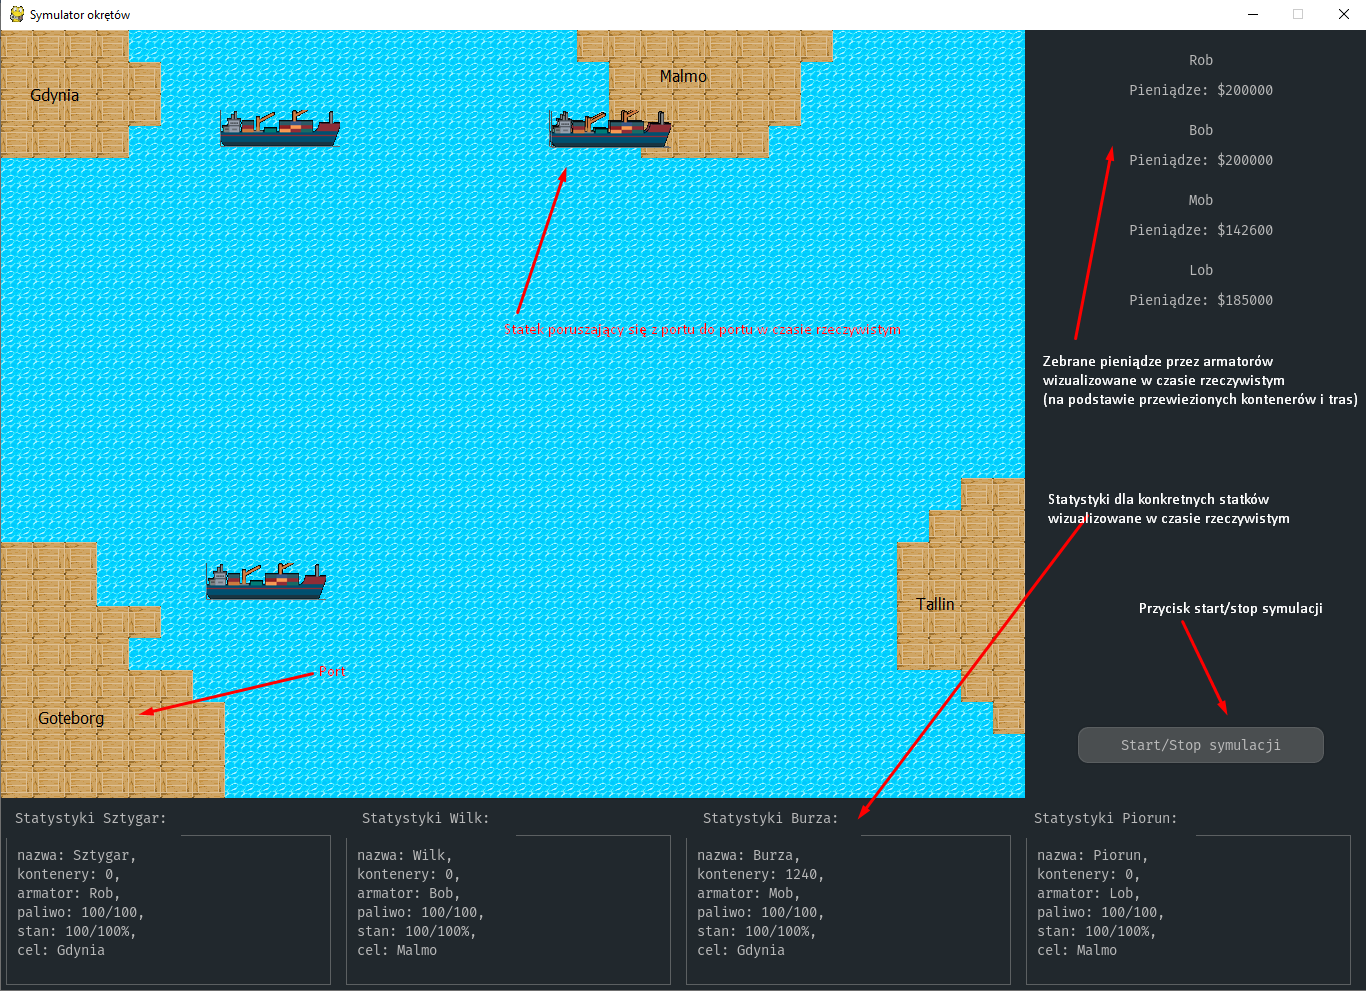 Symulator okrętów
Gdynia
Malmo
Statek poruszający się z portu do portu w czasie rzeczywistym
Tallin
Port
Goteborg
Rob
Pieniądze: $200000
Bob
Pieniądze: $200000
Mob
Pieniądze: $142600
Lob
Pieniądze: $185000
Zebrane pieniądze przez armatorów
wizualizowane w czasie rzeczywistym
(na podstawie przewiezionych kontenerów i tras)
Statystyki dla konkretnych statków
wizualizowane w czasie rzeczywistym
Przycisk start/stop symulacji
Start/Stop symulacji
Statystyki Sztygar:
nazwa: Sztygar,
kontenery: 0,
armator: Rob,
paliwo: 100/100,
stan: 100/100%,
cel: Gdynia
Statystyki Wilk:
nazwa: Wilk,
kontenery: 0,
armator: Bob,
paliwo: 100/100,
stan: 100/100%,
cel: Malmo
Statystyki Burza:
nazwa: Burza,
kontenery: 1240,
armator: Mob,
paliwo: 100/100,
stan: 100/100%,
cel: Gdynia
Statystyki Piorun:
nazwa: Piorun,
kontenery: 0,
armator: Lob,
paliwo: 100/100,
stan: 100/100%,
cel: Malmo